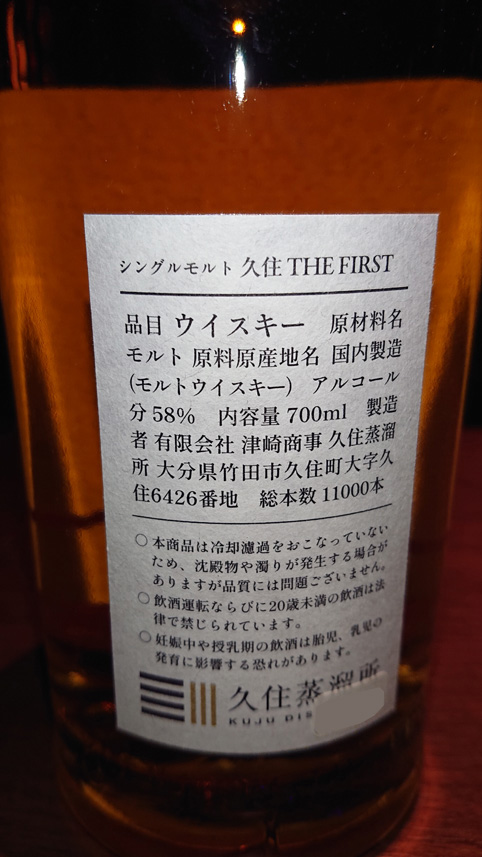 シングルモルト 久住 THE FIRST
品目 ウイスキー 原材料名
モルト 原料原産地名 国内製造
(モルトウイスキー) アルコール
分 58% 内容量 700ml 製造
者 有限会社 津崎商事 久住蒸溜
所 大分県竹田市久住町大字久
住6426番地 総本数 11000本
○本商品は冷却濾過をおこなっていない
ため、沈殿物や濁りが発生する場合が
ありますが品質には問題ございません。
○飲酒運転ならびに20歳未満の飲酒は法
律で禁じられています。
○妊娠中や授乳期の飲酒は胎児、乳児の
発育に影響する恐れがあります。
久住蒸溜所
KUJU DIS